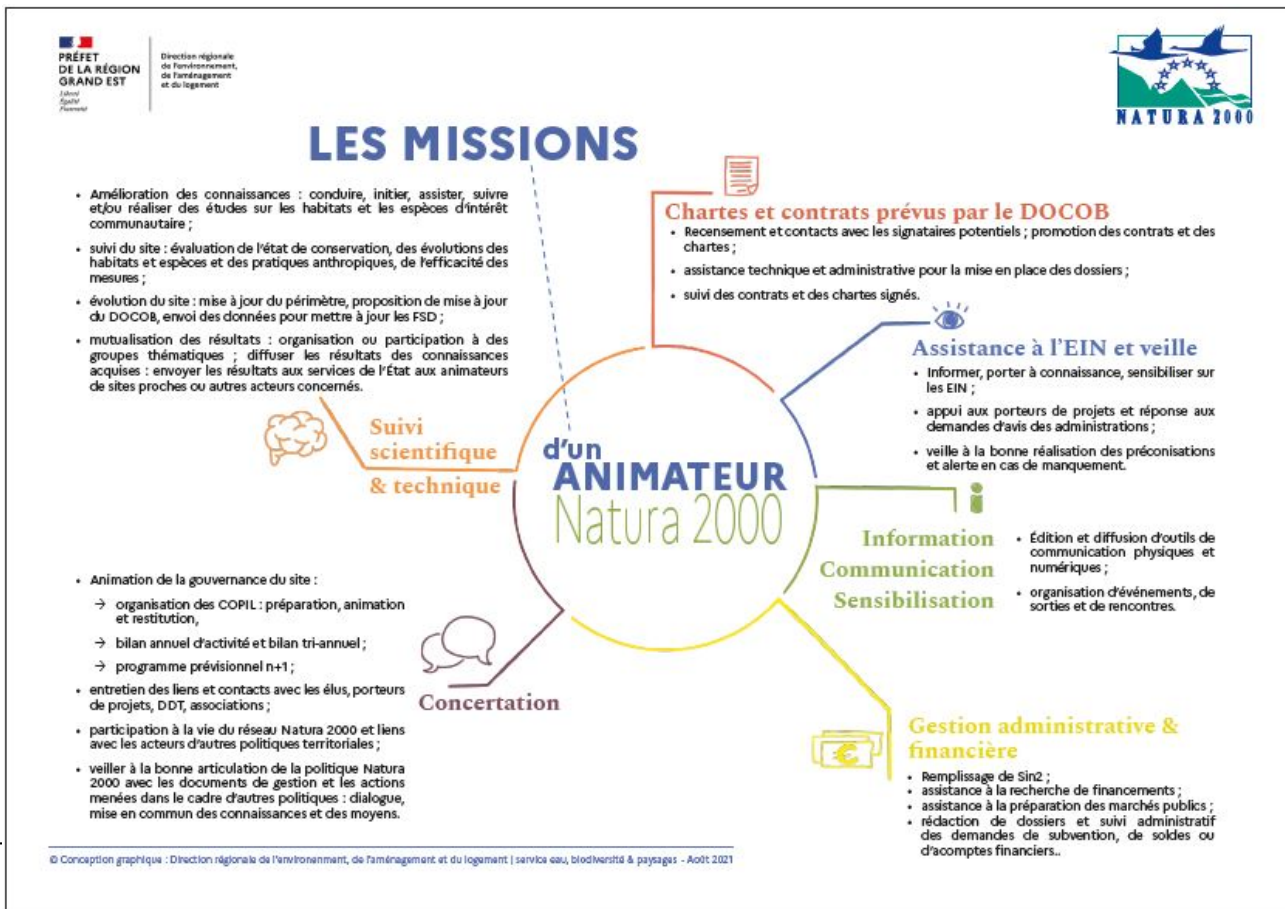 PRÉFET
DE LA RÉGION
GRAND EST
Liberté
Égalité
Fraternité
Direction régionale
de l'environnement,
de l'aménagement
et du logement
NATURA 2000
LES MISSIONS
d'un
ANIMATEUR
Natura 2000
• Amélioration des connaissances : conduire, initier, assister, suivre
et/ou réaliser des études sur les habitats et les espèces d'intérêt
communautaire ;
• suivi du site : évaluation de l'état de conservation, des évolutions des
habitats et espèces et des pratiques anthropiques, de l'efficacité des
mesures ;
• évolution du site : mise à jour du périmètre, proposition de mise à jour
du DOCOB, envoi des données pour mettre à jour les FSD ;
• mutualisation des résultats : organisation ou participation à des
groupes thématiques ; diffuser les résultats des connaissances
acquises : envoyer les résultats aux services de l'État aux animateurs
de sites proches ou autres acteurs concernés.
Suivi
scientifique
& technique
Chartes et contrats prévus par le DOCOB
• Recensement et contacts avec les signataires potentiels ; promotion des contrats et des
chartes ;
• assistance technique et administrative pour la mise en place des dossiers ;
• suivi des contrats et des chartes signés.
Assistance à l'EIN et veille
• Informer, porter à connaissance, sensibiliser sur
les EIN ;
• appui aux porteurs de projets et réponse aux
demandes d'avis des administrations ;
• veille à la bonne réalisation des préconisations
et alerte en cas de manquement.
Information
Communication
Sensibilisation
• Édition et diffusion d'outils de
communication physiques et
numériques ;
• organisation d'événements, de
sorties et de rencontres.
• Animation de la gouvernance du site :
→ organisation des COPIL : préparation, animation
et restitution,
→ bilan annuel d'activité et bilan tri-annuel ;
→ programme prévisionnel n+1 ;
• entretien des liens et contacts avec les élus, porteurs
de projets, DDT, associations ;
• participation à la vie du réseau Natura 2000 et liens
avec les acteurs d'autres politiques territoriales ;
• veiller à la bonne articulation de la politique Natura
2000 avec les documents de gestion et les actions
menées dans le cadre d'autres politiques : dialogue,
mise en commun des connaissances et des moyens.
Concertation
Gestion administrative &
financière
• Remplissage de Sin2 ;
• assistance à la recherche de financements ;
• assistance à la préparation des marchés publics ;
• rédaction de dossiers et suivi administratif
des demandes de subvention, de soldes ou
d'acomptes financiers..
© Conception graphique : Direction régionale de l'environnement, de l'aménagement et du logement | service eau, biodiversité & paysages - Août 2021